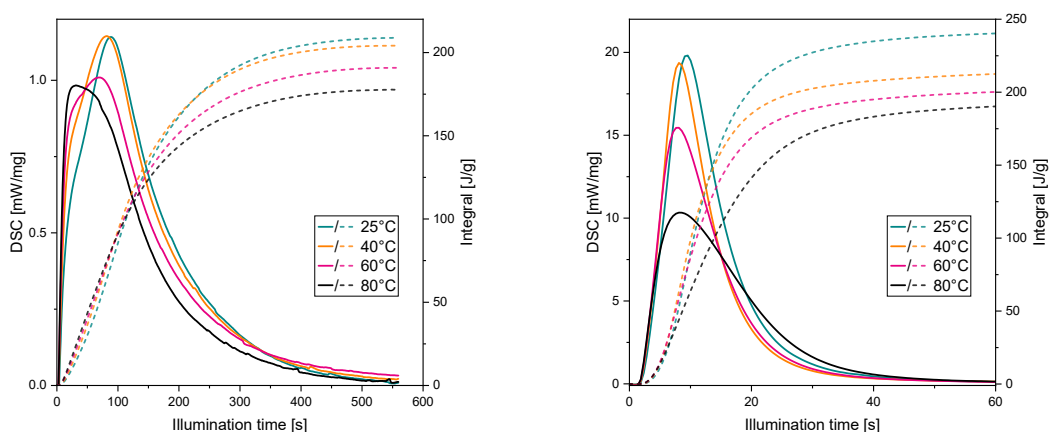 DSC [mW/mg]
1.0
0.5
0.0
0 100 200 300 400 500 600
Illumination time [s]
200
150
100
50
0
Integral [J/g]
/ 25°C
/ 40°C
/ 60°C
/ 80°C
DSC [mW/mg]
20
15
10
5
0
0 20 40 60
Illumination time [s]
250
200
150
100
50
0
Integral [J/g]
/ 25°C
/ 40°C
/ 60°C
/ 80°C